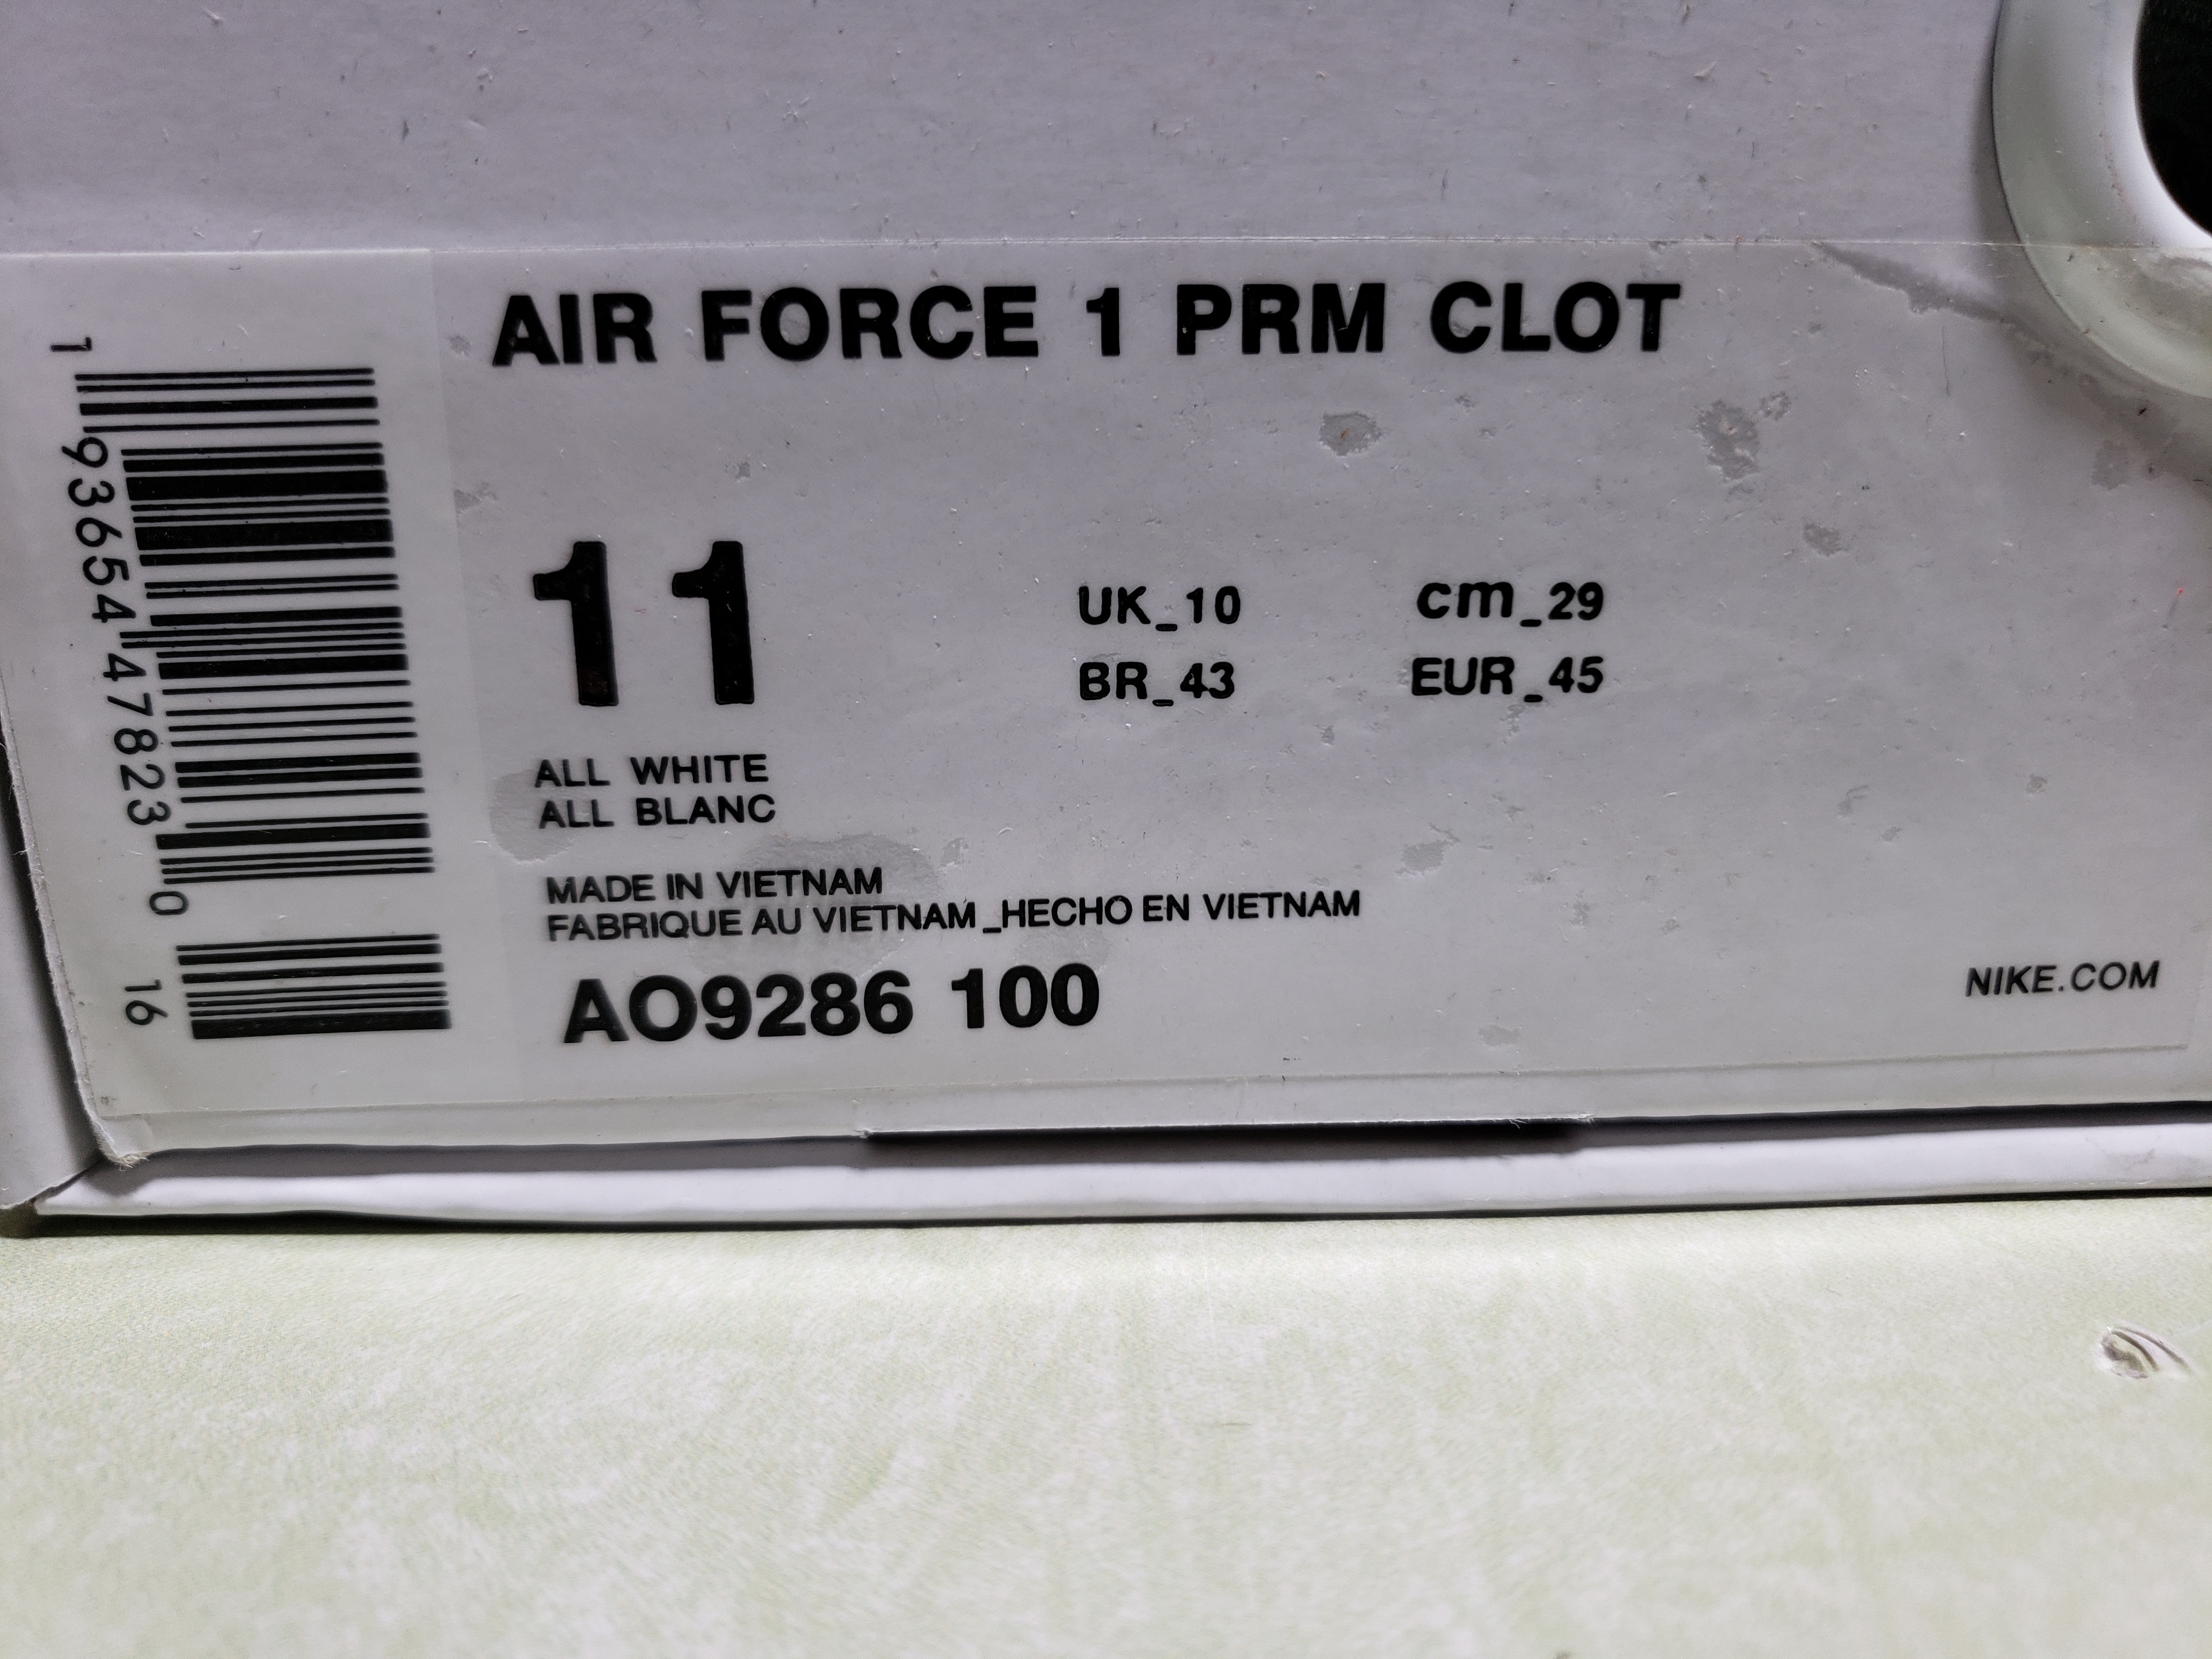 AIR FORCE 1 PRM CLOT
11
UK_10 cm_29
BR_43 EUR_45
ALL WHITE
ALL BLANC
MADE IN VIETNAM
FABRIQUE AU VIETNAM_HECHO EN VIETNAM
AO9286 100
NIKE.COM
1 93654 47823 0
16